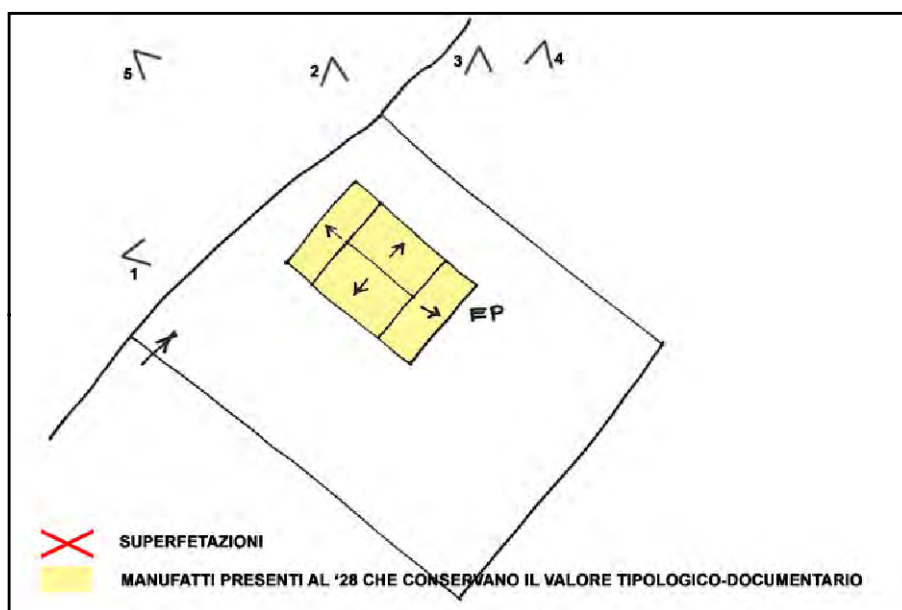 5
2
3
4
1
EP
SUPERFETAZIONI
MANUFATTI PRESENTI AL '28 CHE CONSERVANO IL VALORE TIPOLOGICO-DOCUMENTARIO